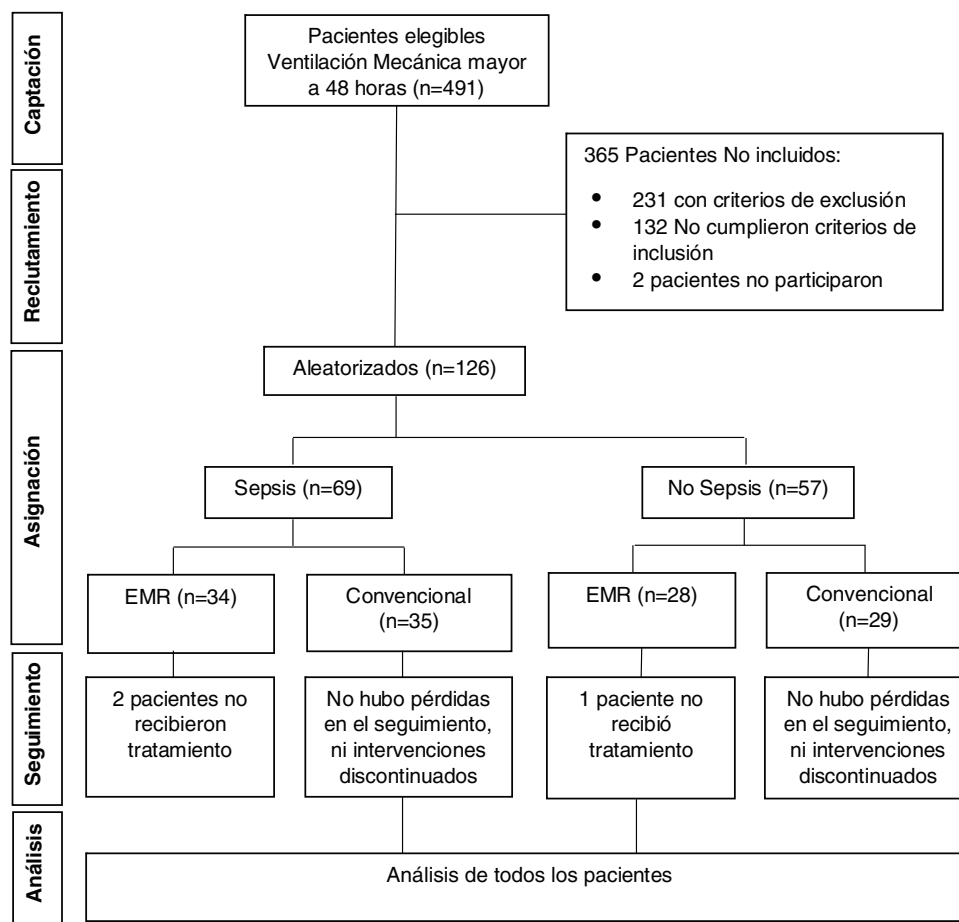 Captación
Pacientes elegibles
Ventilación Mecánica mayor
a 48 horas (n=491)
Reclutamiento
365 Pacientes No incluidos:
• 231 con criterios de exclusión
• 132 No cumplieron criterios de
inclusión
• 2 pacientes no participaron
Asignación
Aleatorizados (n=126)
Sepsis (n=69)
No Sepsis (n=57)
EMR (n=34)
Convencional
(n=35)
EMR (n=28)
Convencional
(n=29)
Seguimiento
2 pacientes no
recibieron
tratamiento
No hubo pérdidas
en el seguimiento,
ni intervenciones
discontinuados
1 paciente no
recibió
tratamiento
No hubo pérdidas
en el seguimiento,
ni intervenciones
discontinuados
Análisis
Análisis de todos los pacientes